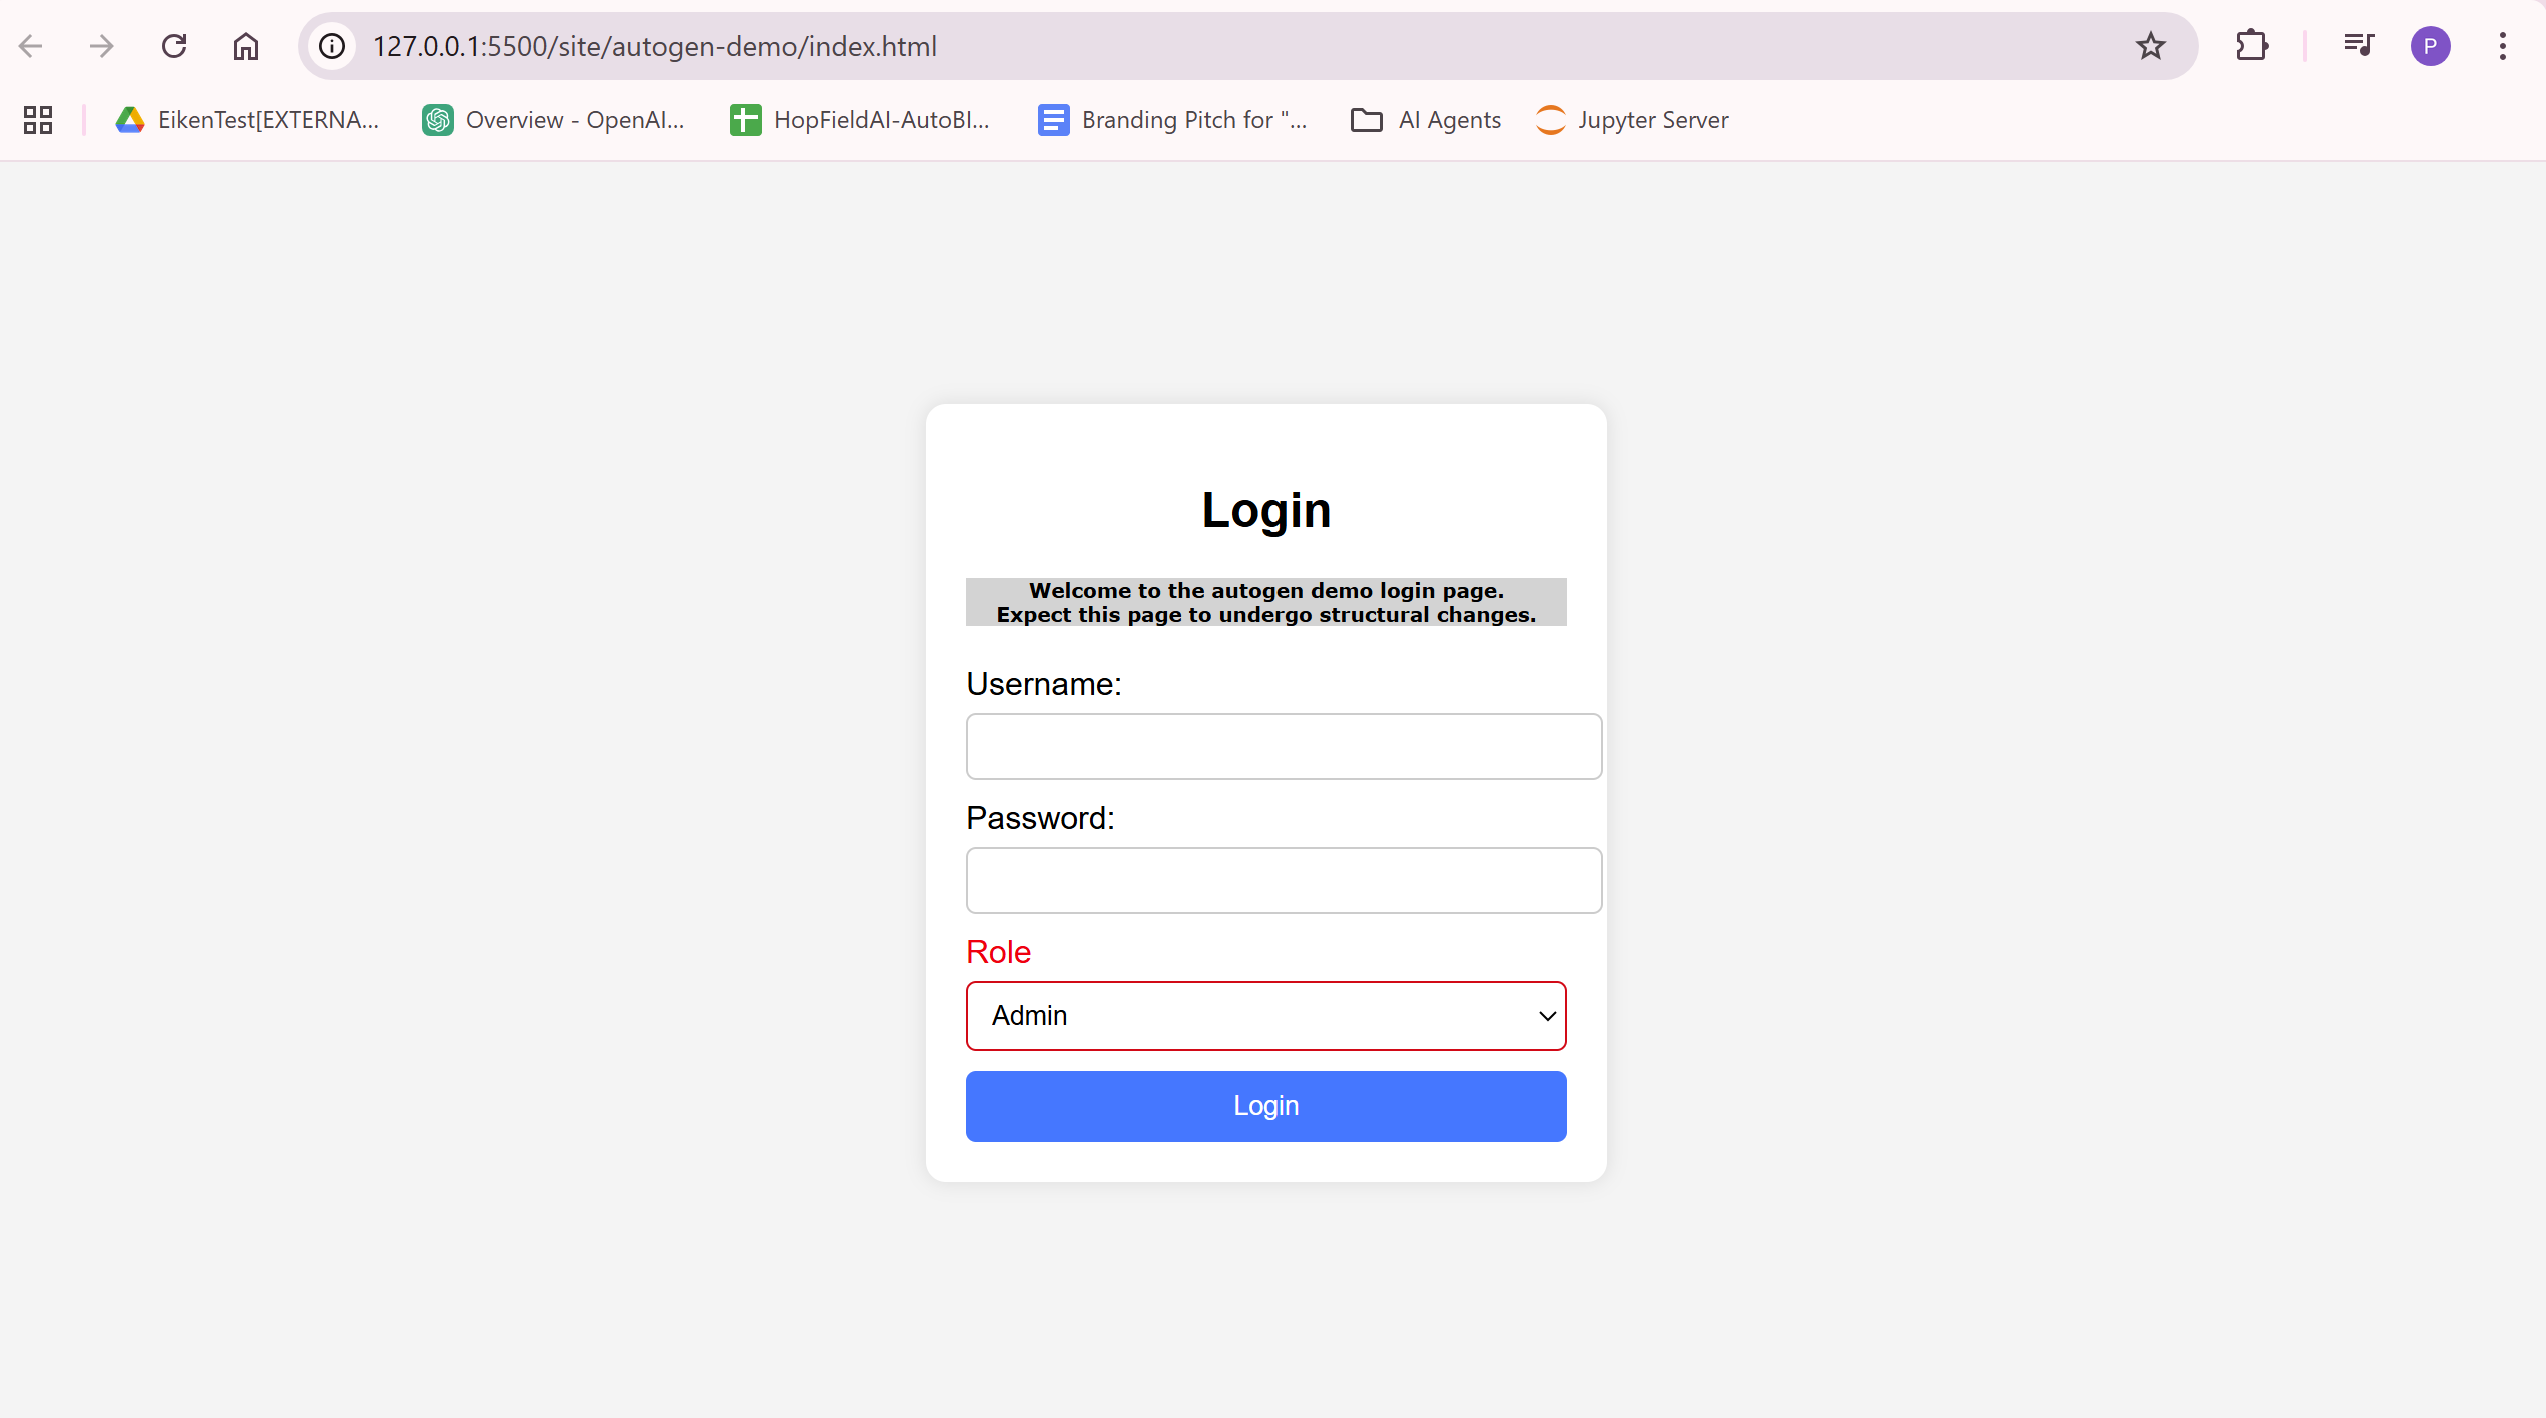 127.0.0.1:5500/site/autogen-demo/index.html
P
EikenTest[EXTERNA...
Overview - OpenAI...
HopFieldAI-AutoBI...
Branding Pitch for "...
AI Agents
Jupyter Server
Login
Welcome to the autogen demo login page.
Expect this page to undergo structural changes.
Username:
Password:
Role
Admin
Login